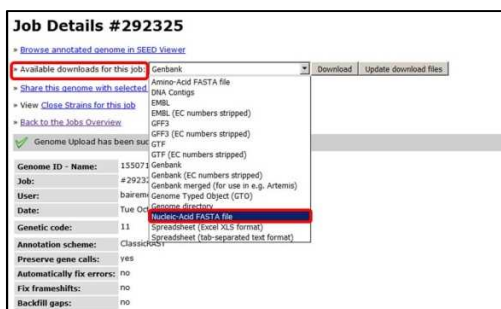 Job Details #292325
» Browse annotated genome in SEED Viewer
» Available downloads for this job: Genbank Download Update download files
Amino-Acid FASTA file
DNA Contigs
EMBL
EMBL (EC numbers stripped)
GFF3
GFF3 (EC numbers stripped)
GTF
GTF (EC numbers stripped)
Genbank
Genbank (EC numbers stripped)
Genbank merged (for use in e.g. Artemis)
Genome Typed Object (GTO)
Genome directory
Nucleic-Acid FASTA file
Spreadsheet (Excel XLS format)
Spreadsheet (tab-separated text format)
» Share this genome with selected
» View Close Strains for this job
» Back to the Jobs Overview
Genome Upload has been suc
Genome ID - Name: 155071
Job: #29232
User: baireme
Date: Tue Oct
Genetic code: 11
Annotation scheme: ClassicRAST
Preserve gene calls: yes
Automatically fix errors: no
Fix frameshifts: no
Backfill gaps: no